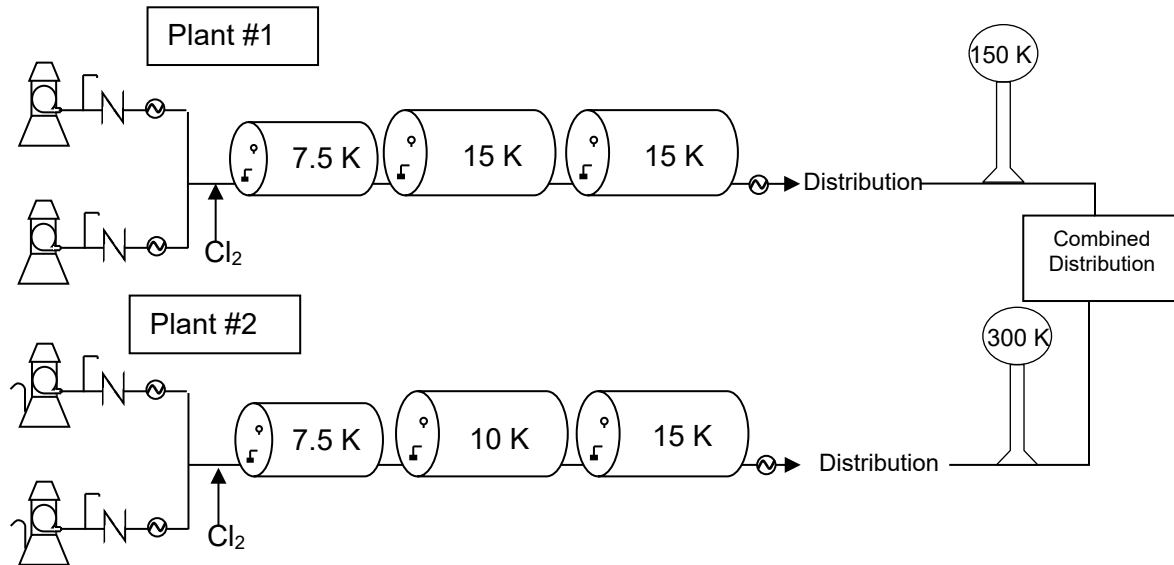 Plant #1
150 K
7.5 K
15 K
15 K
Distribution
Cl₂
Combined
Distribution
Plant #2
300 K
7.5 K
10 K
15 K
Distribution
Cl₂